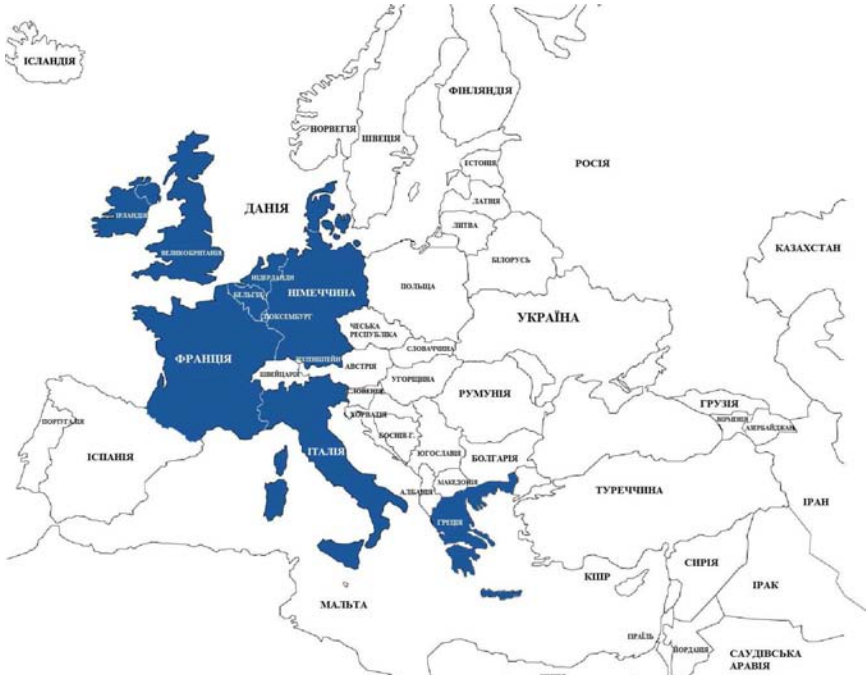 ІСЛАНДІЯ
ФІНЛЯНДІЯ
НОРВЕГІЯ
ШВЕЦІЯ
ЕСТОНІЯ
РОСІЯ
ЛАТВІЯ
ДАНІЯ
ІРЛАНДІЯ
ЛИТВА
КАЗАХСТАН
ВЕЛИКОБРИТАНІЯ
БІЛОРУСЬ
НІДЕРЛАНДИ
ПОЛЬЩА
БЕЛЬГІЯ
НІМЕЧЧИНА
ЛЮКСЕМБУРГ
УКРАЇНА
ЧЕСЬКА
РЕСПУБЛІКА
СЛОВАЧЧИНА
ФРАНЦІЯ
ШВЕЙЦАРІЯ
АВСТРІЯ
УГОРЩИНА
СЛОВЕНІЯ
РУМУНІЯ
ГРУЗІЯ
ХОРВАТІЯ
ВІРМЕНІЯ
АЗЕРБАЙДЖАН
ПОРТУГАЛІЯ
БОСНІЯ-Г.
ІСПАНІЯ
ІТАЛІЯ
ЮГОСЛАВІЯ
БОЛГАРІЯ
МАКЕДОНІЯ
АЛБАНІЯ
ТУРЕЧЧИНА
ІРАН
ГРЕЦІЯ
СИРІЯ
КІПР
ІРАК
МАЛЬТА
ІЗРАЇЛЬ
ЙОРДАНІЯ
САУДІВСЬКА
АРАВІЯ